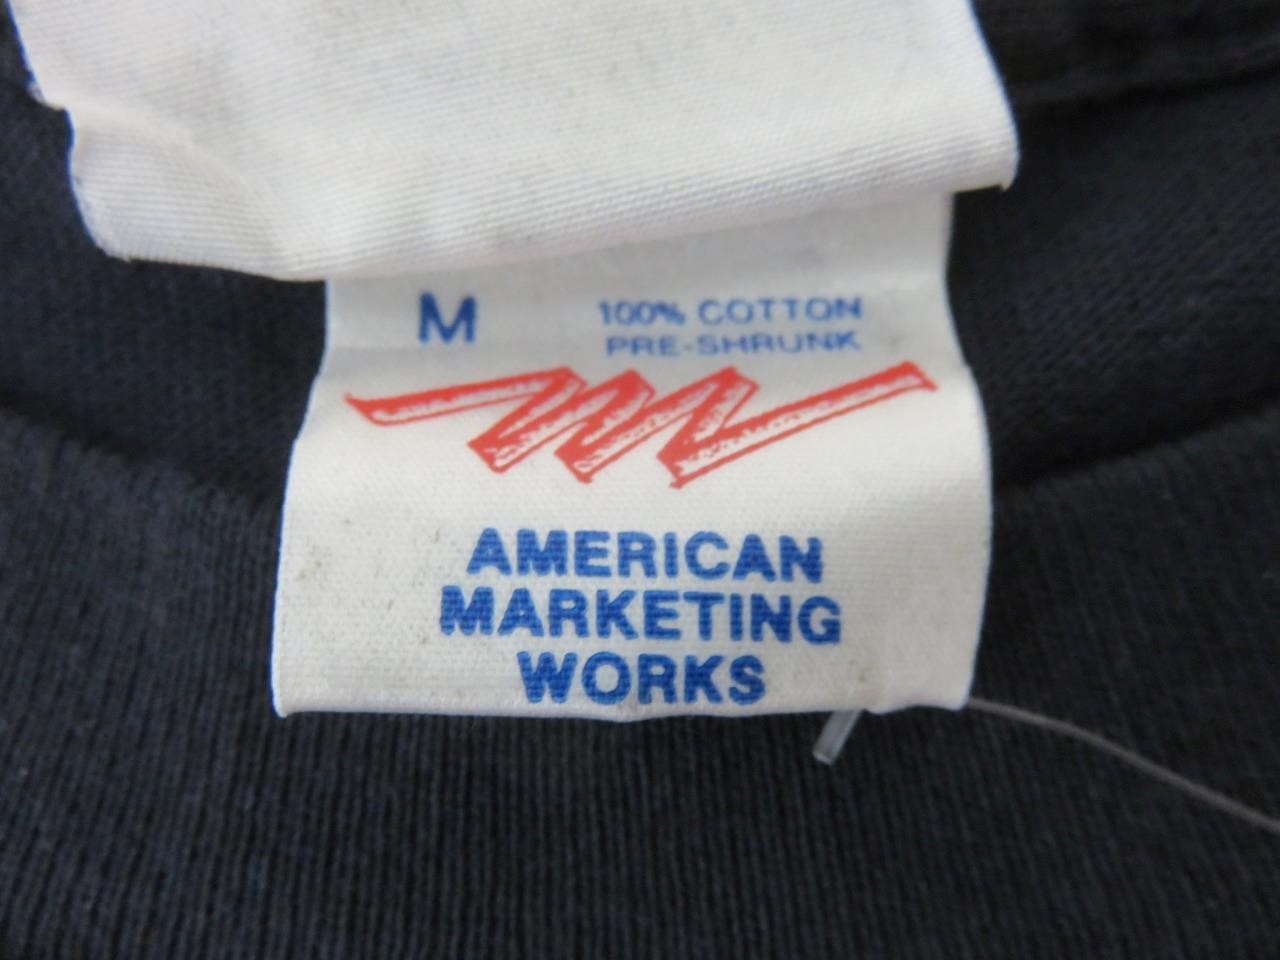 M
100% COTTON
PRE-SHRUNK
AMERICAN
MARKETING
WORKS